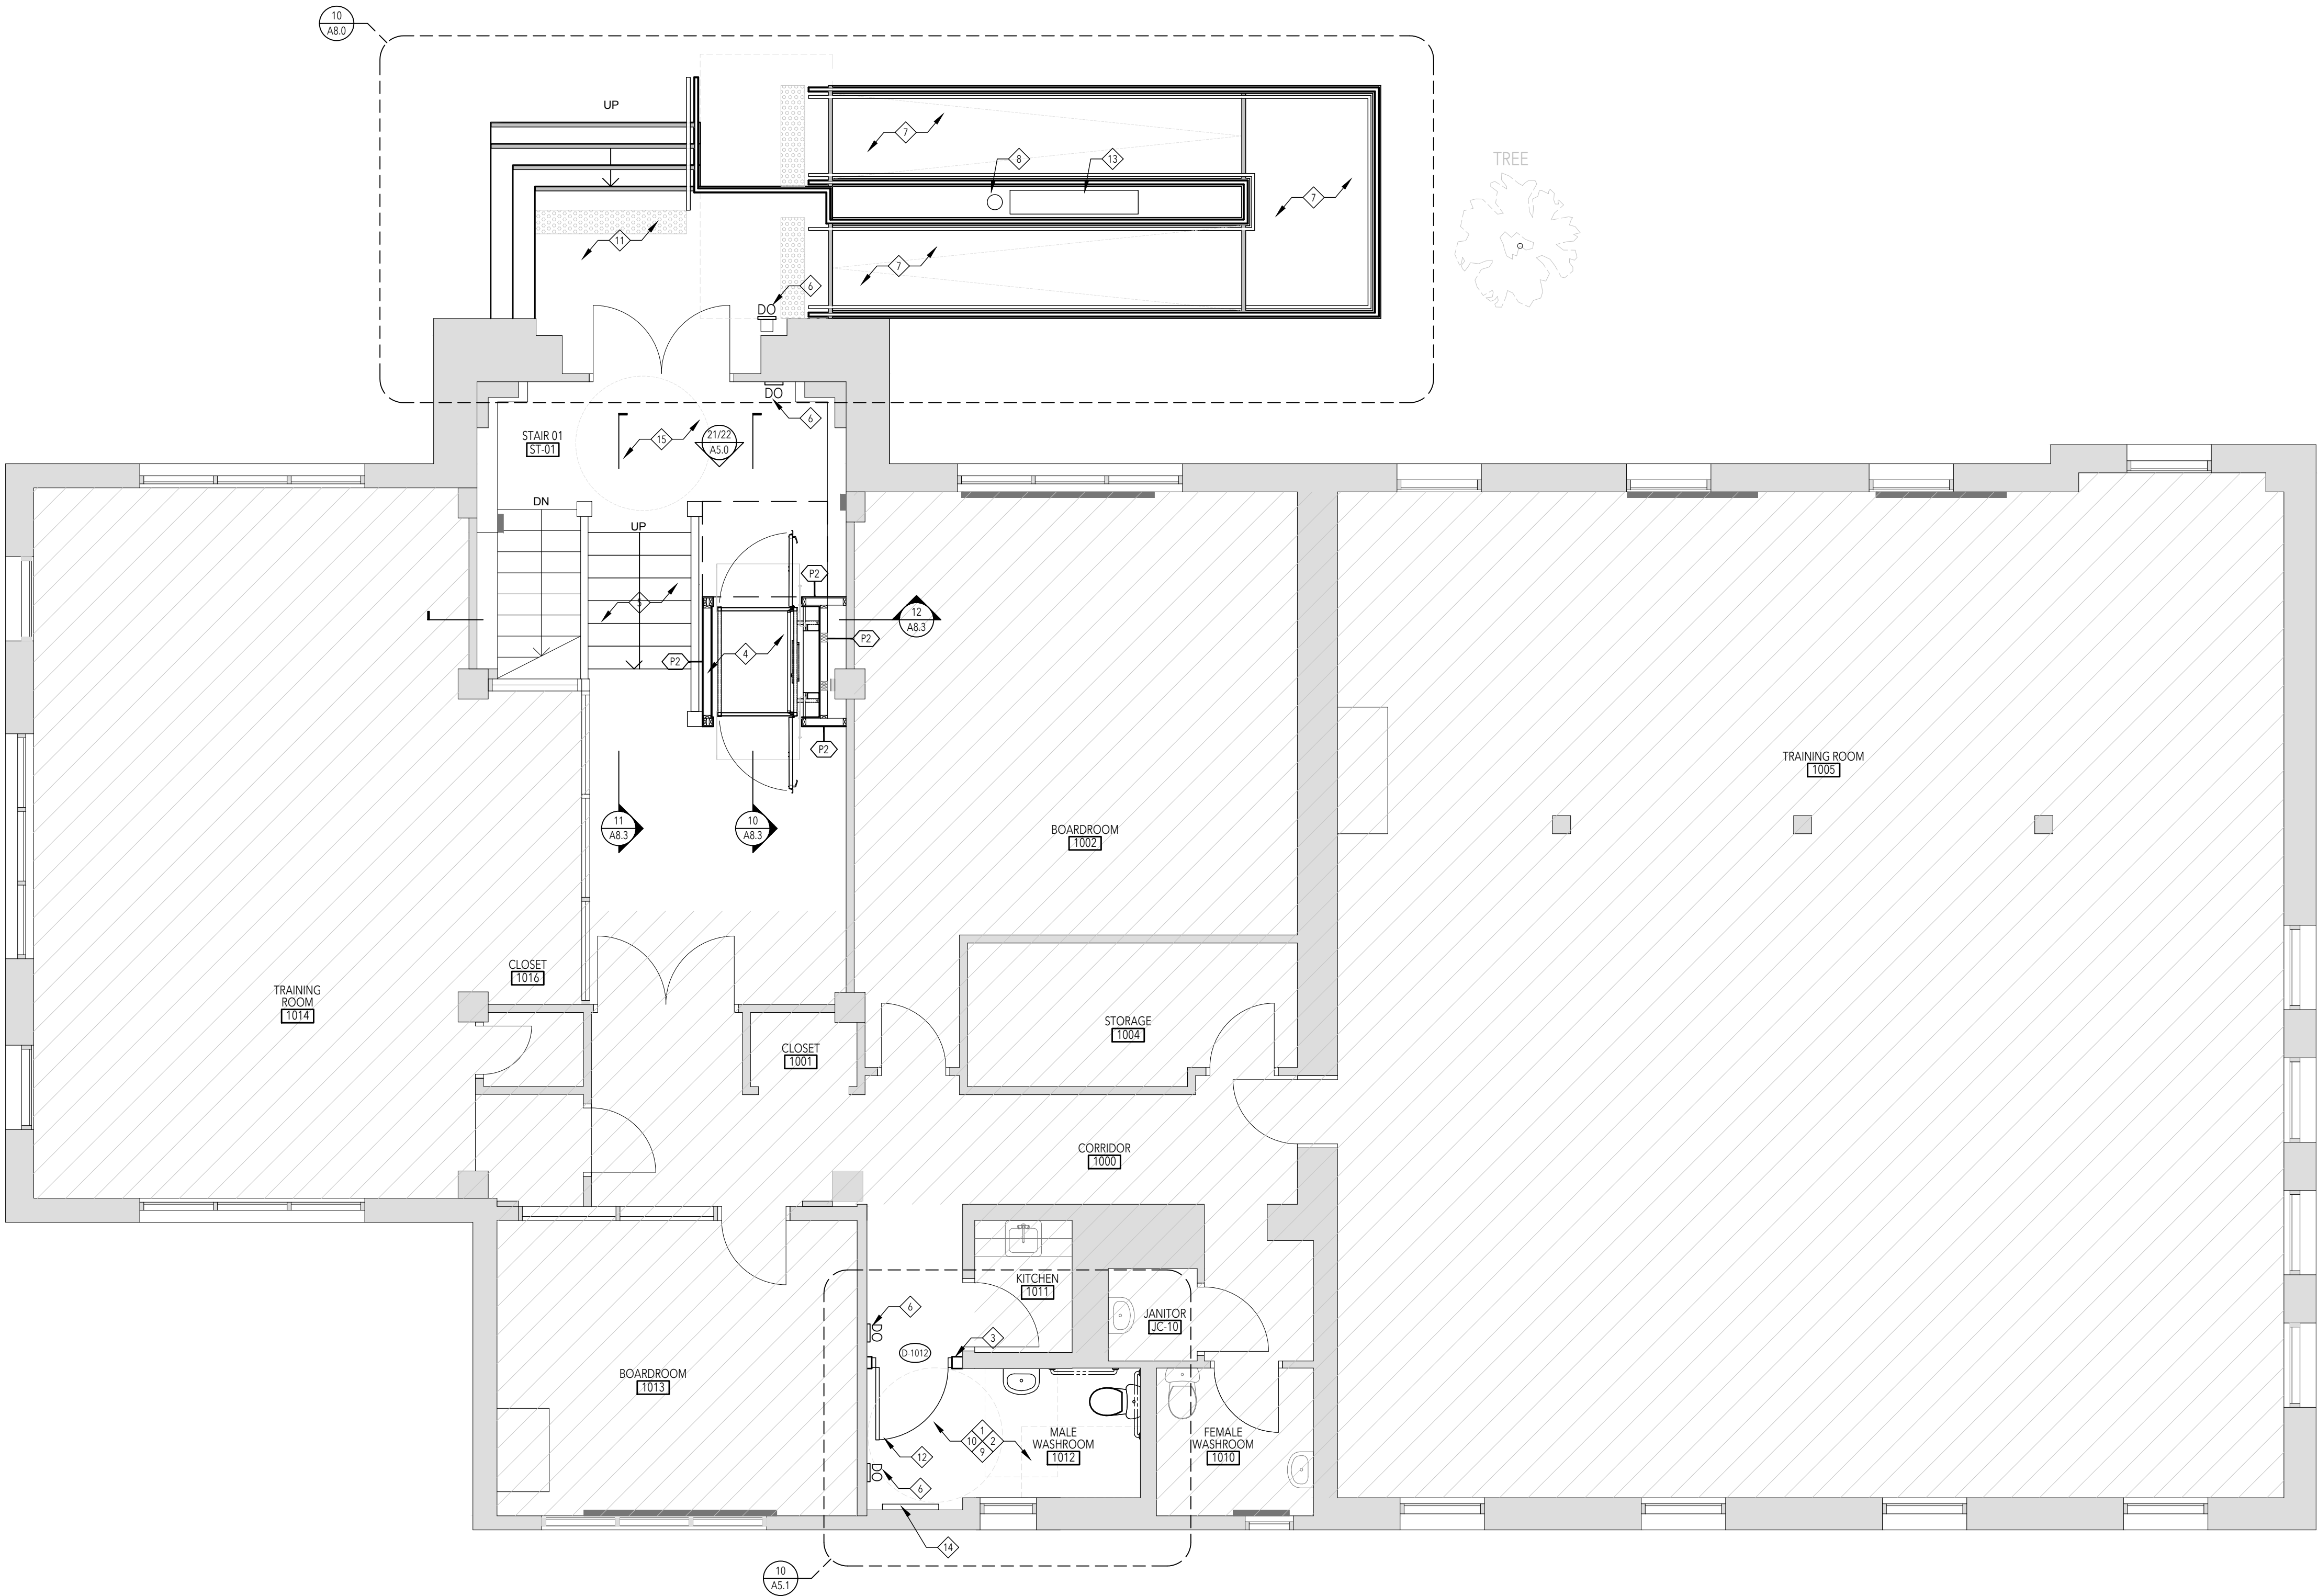 10
A8.0
UP
7
8
13
TREE
7
11
7
6
DO
DO
6
STAIR 01
ST-01
15
21/22
A5.0
DN
UP
P2
5
12
A8.3
P2
4
P2
P2
TRAINING ROOM
1005
11
A8.3
10
A8.3
BOARDROOM
1002
CLOSET
1016
TRAINING
ROOM
1014
STORAGE
1004
CLOSET
1001
CORRIDOR
1000
KITCHEN
1011
6
DO
JANITOR
JC-10
3
D-1012
BOARDROOM
1013
1
10
2
9
MALE
WASHROOM
1012
FEMALE
WASHROOM
1010
12
DO
6
14
10
A5.1